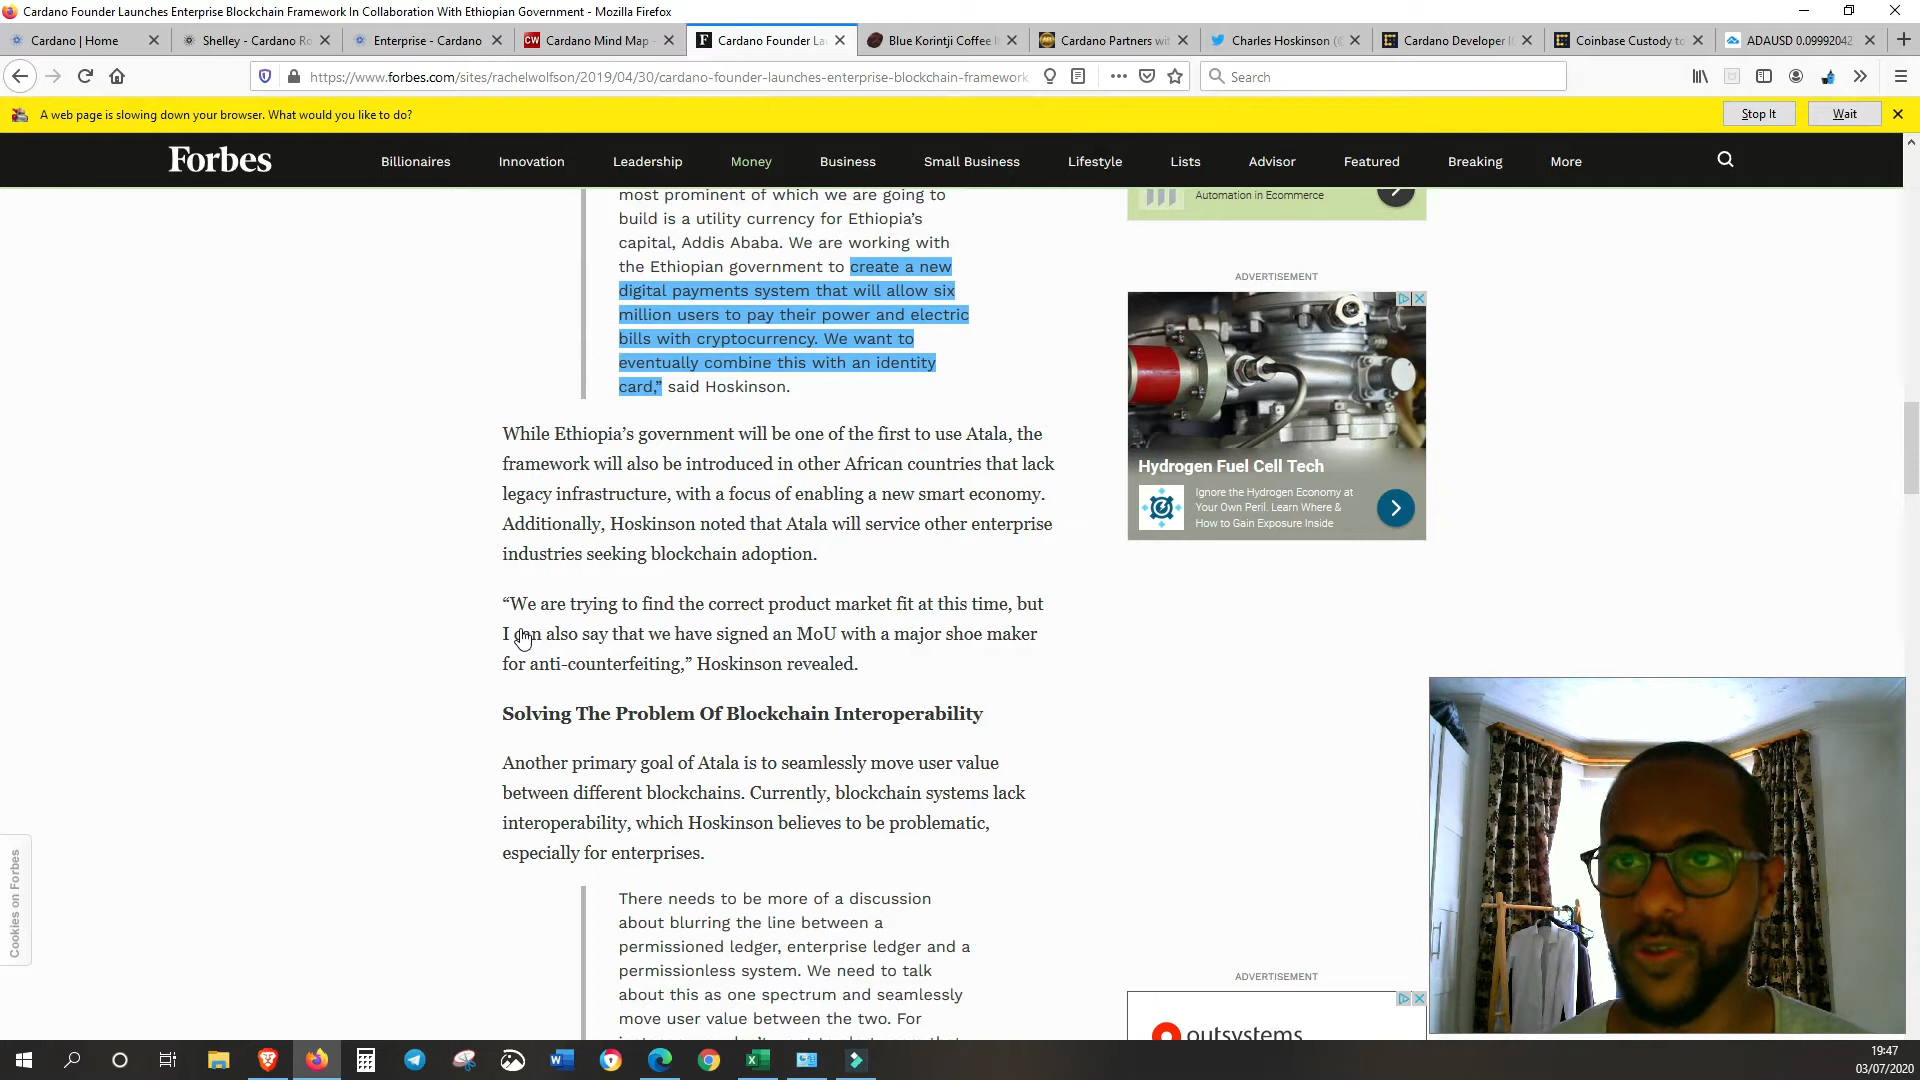 Cardano Founder Launches Enterprise Blockchain Framework In Collaboration With Ethiopian Government - Mozilla Firefox
Cardano | Home
Shelley - Cardano Ro
Enterprise - Cardano
CW Cardano Mind Map -
F Cardano Founder La
Blue Korintji Coffee I
Cardano Partners wi
Charles Hoskinson (@
Cardano Developer I
Coinbase Custody to
ADAUSD 0.09992042
https://www.forbes.com/sites/rachelwolfson/2019/04/30/cardano-founder-launches-enterprise-blockchain-framework
Search
A web page is slowing down your browser. What would you like to do?
Stop It
Wait
Forbes
Billionaires
Innovation
Leadership
Money
Business
Small Business
Lifestyle
Lists
Advisor
Featured
Breaking
More
most prominent of which we are going to
build is a utility currency for Ethiopia’s
capital, Addis Ababa. We are working with
the Ethiopian government to create a new
digital payments system that will allow six
million users to pay their power and electric
bills with cryptocurrency. We want to
eventually combine this with an identity
card,” said Hoskinson.
While Ethiopia’s government will be one of the first to use Atala, the
framework will also be introduced in other African countries that lack
legacy infrastructure, with a focus of enabling a new smart economy.
Additionally, Hoskinson noted that Atala will service other enterprise
industries seeking blockchain adoption.
“We are trying to find the correct product market fit at this time, but
I can also say that we have signed an MoU with a major shoe maker
for anti-counterfeiting,” Hoskinson revealed.
Solving The Problem Of Blockchain Interoperability
Another primary goal of Atala is to seamlessly move user value
between different blockchains. Currently, blockchain systems lack
interoperability, which Hoskinson believes to be problematic,
especially for enterprises.
There needs to be more of a discussion
about blurring the line between a
permissioned ledger, enterprise ledger and a
permissionless system. We need to talk
about this as one spectrum and seamlessly
move user value between the two. For
Automation in Ecommerce
ADVERTISEMENT
Hydrogen Fuel Cell Tech
Ignore the Hydrogen Economy at
Your Own Peril. Learn Where &
How to Gain Exposure Inside
ADVERTISEMENT
outsystems
Cookies on Forbes
19:47
03/07/2020